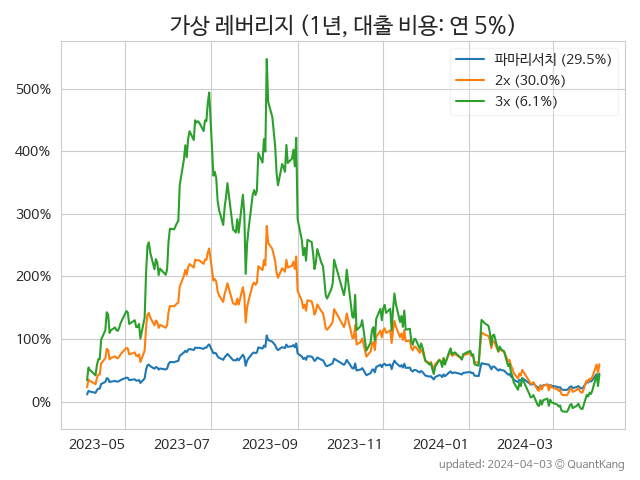 가상 레버리지 (1년, 대출 비용: 연 5%)
파마리서치 (29.5%)
2x (30.0%)
3x (6.1%)
500%
400%
300%
200%
100%
0%
2023-05 2023-07 2023-09 2023-11 2024-01 2024-03
updated: 2024-04-03 © QuantKang